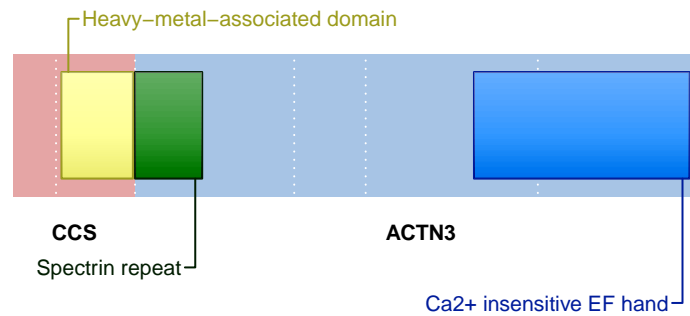 Heavy−metal−associated domain
CCS
ACTN3
Spectrin repeat
Ca2+ insensitive EF hand